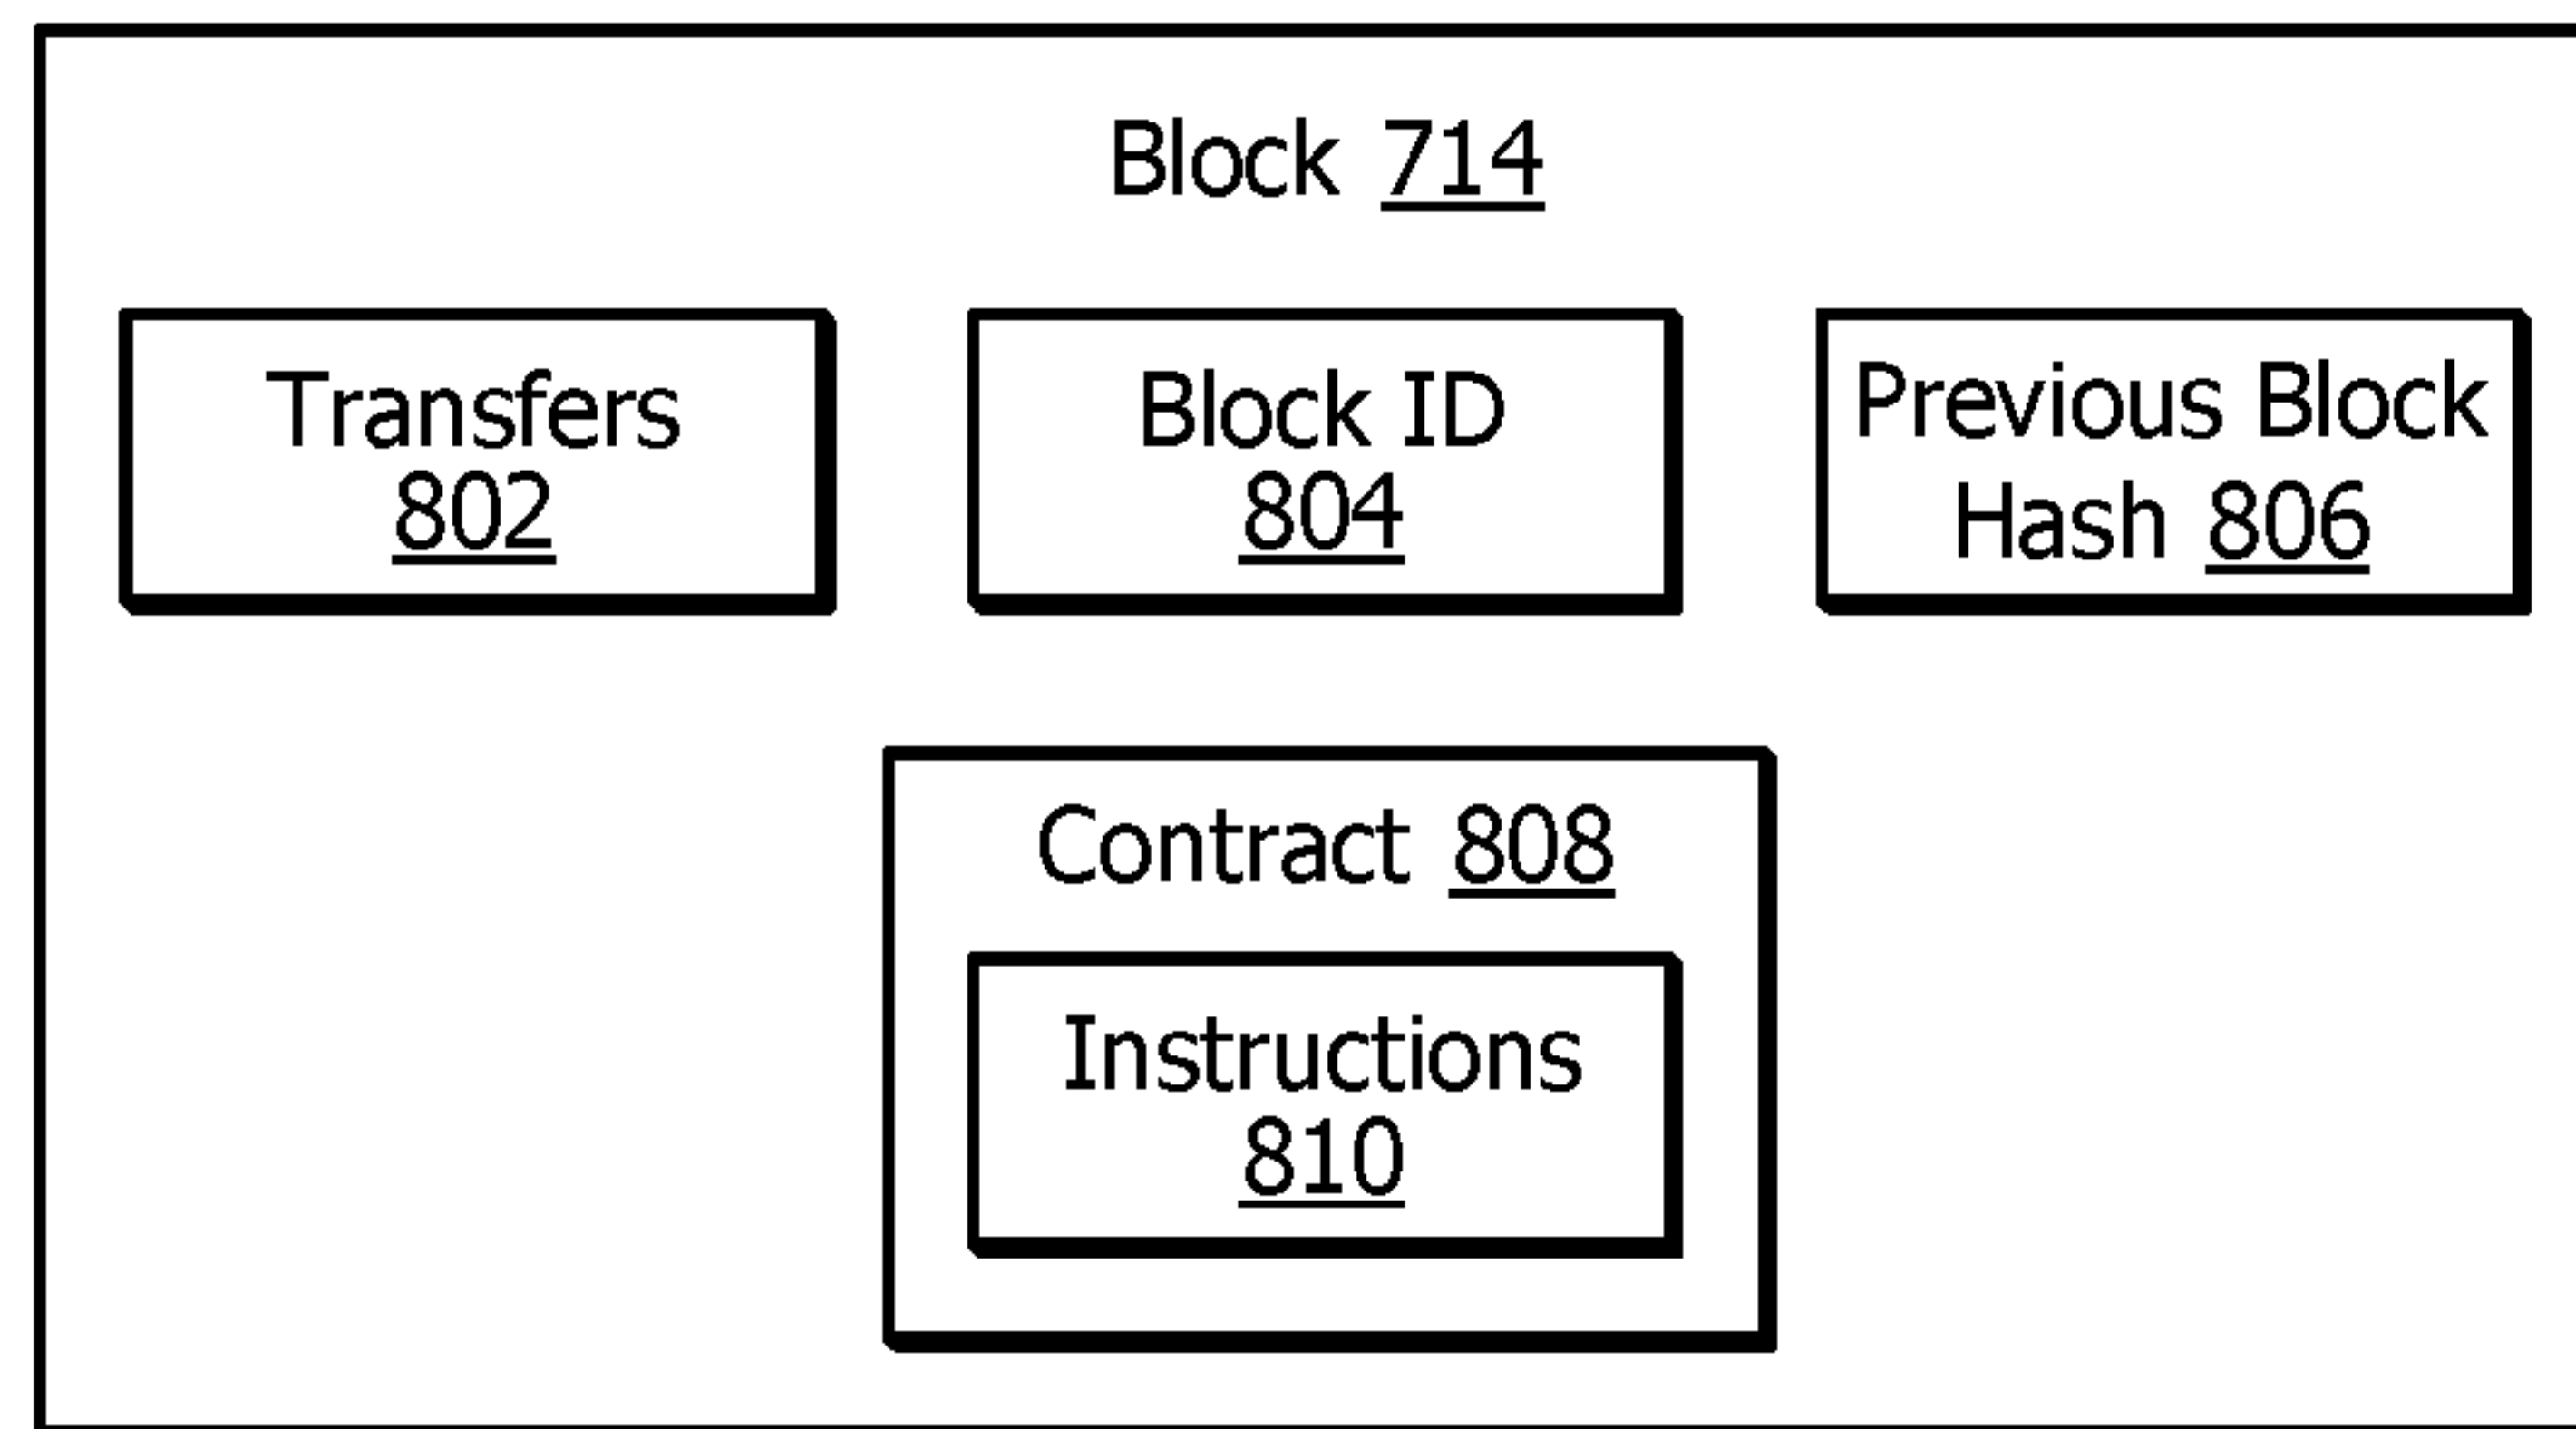 Block 714
Transfers
802
Block ID
804
Previous Block
Hash 806
Contract 808
Instructions
810